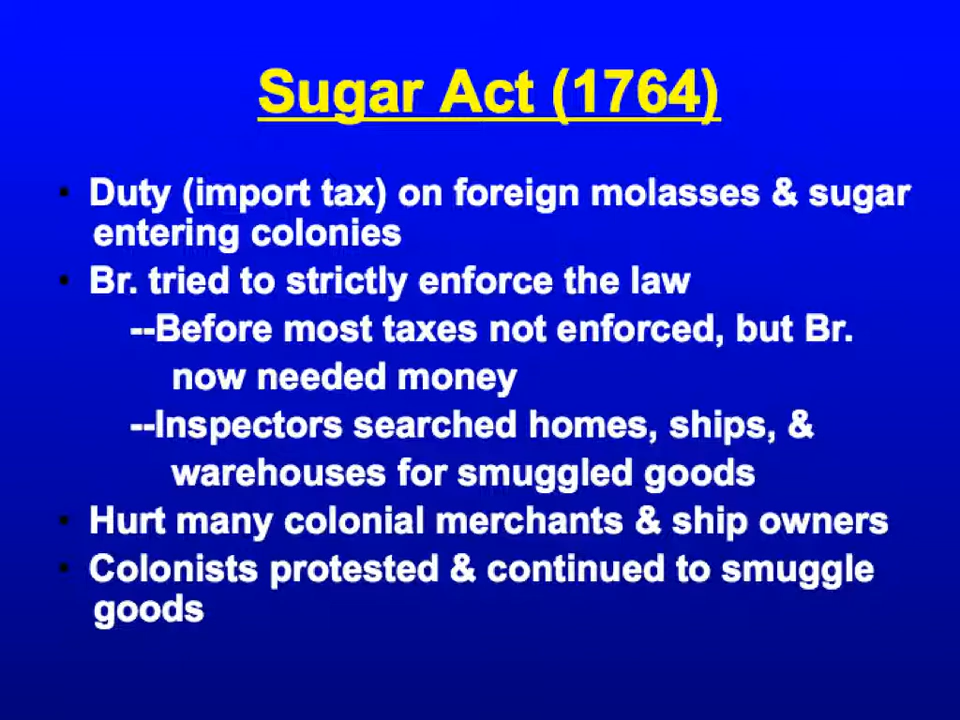 Sugar Act (1764)
• Duty (import tax) on foreign molasses & sugar
entering colonies
• Br. tried to strictly enforce the law
--Before most taxes not enforced, but Br.
now needed money
--Inspectors searched homes, ships, &
warehouses for smuggled goods
• Hurt many colonial merchants & ship owners
• Colonists protested & continued to smuggle
goods